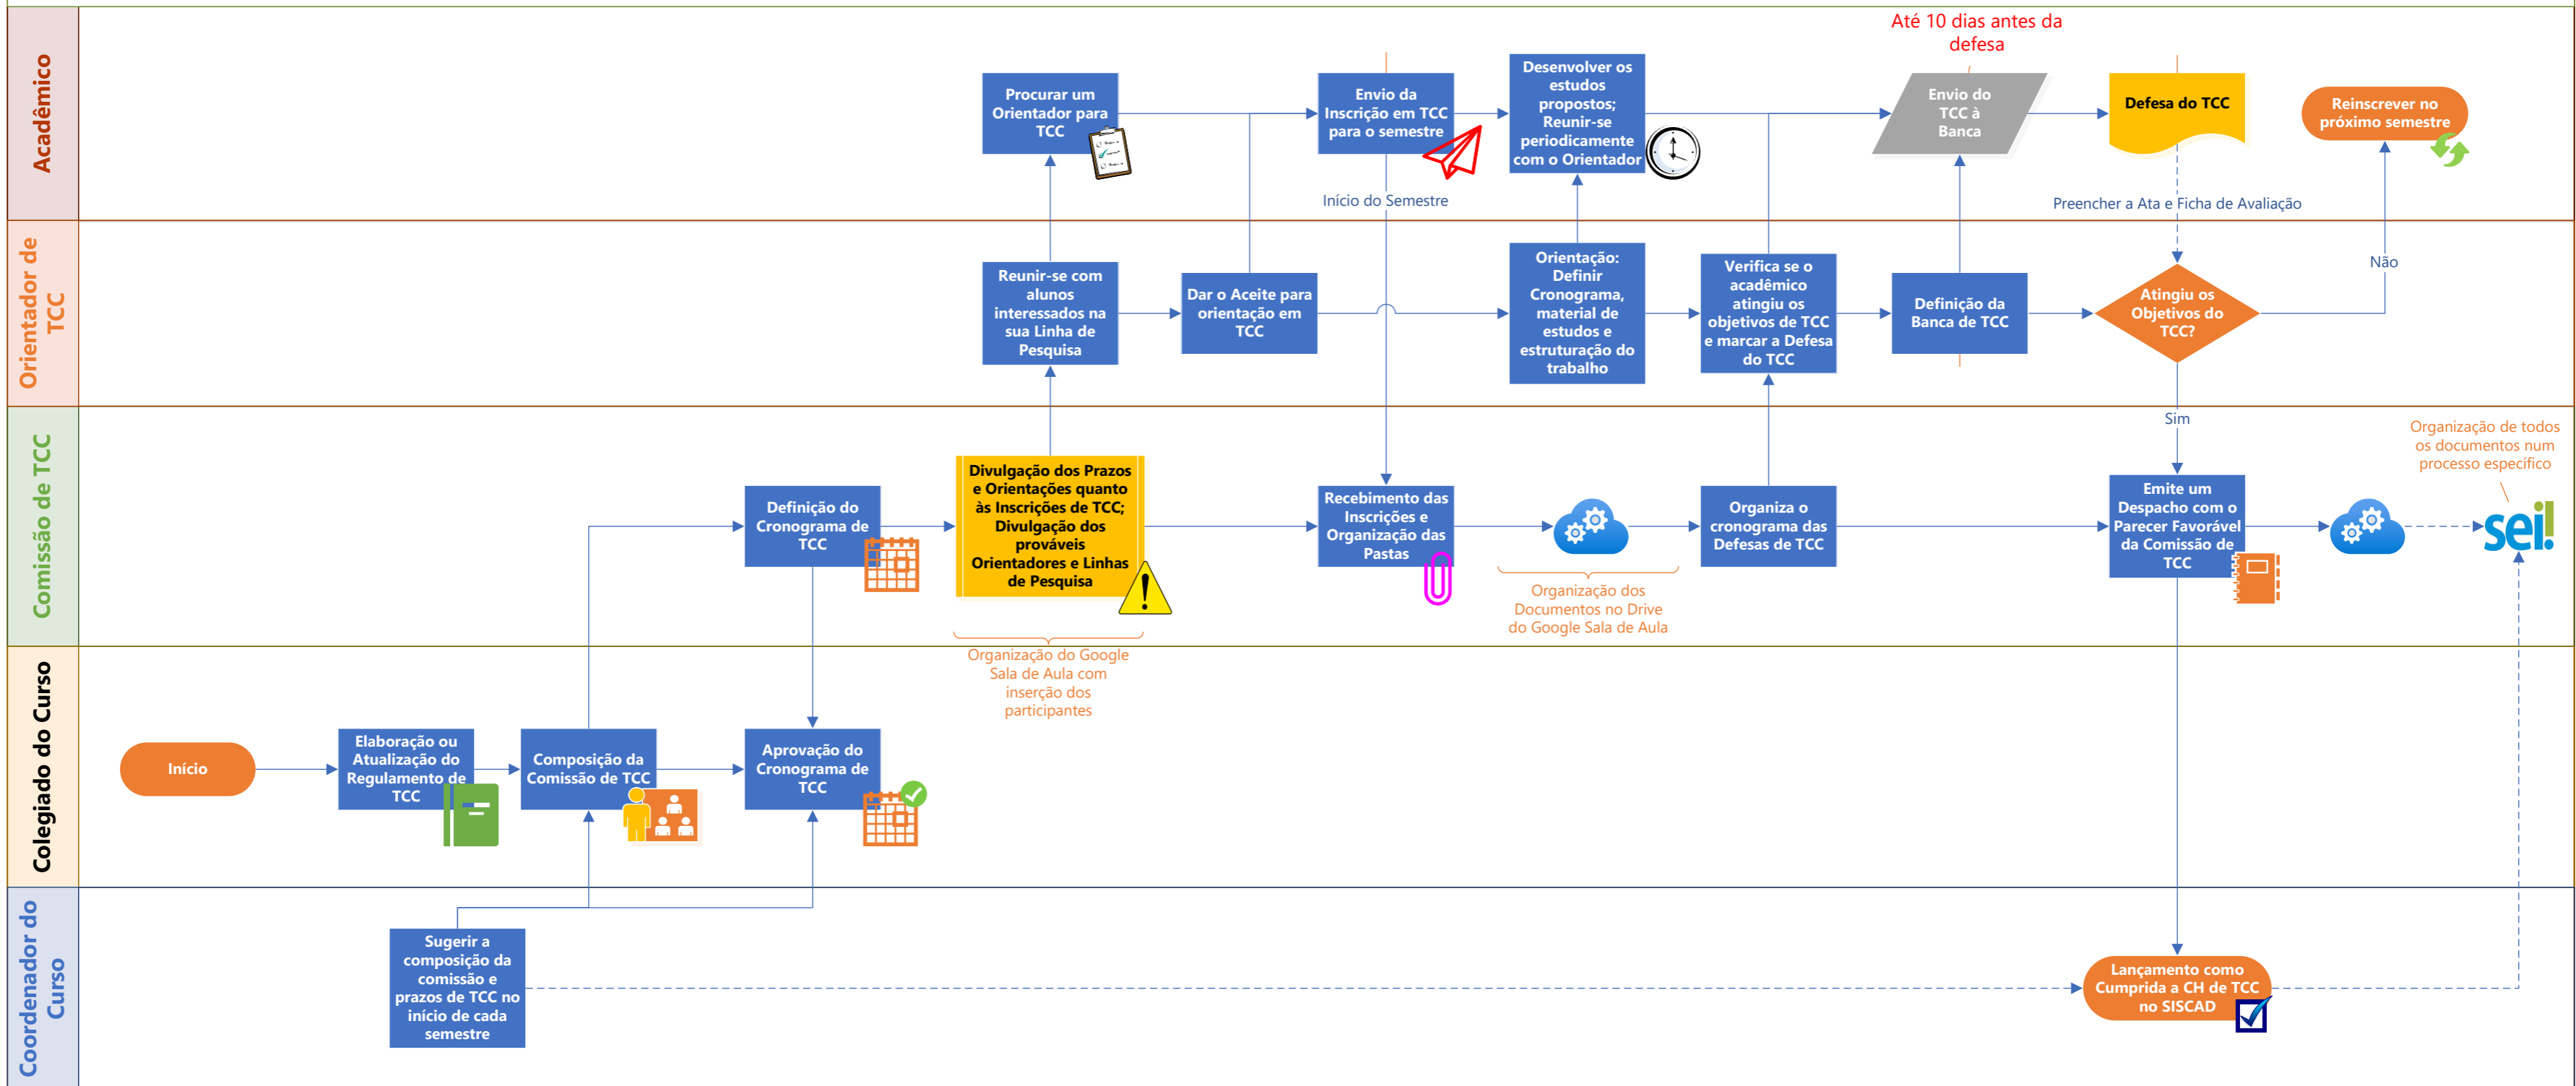 Acadêmico
Até 10 dias antes da
defesa
Procurar um
Orientador para
TCC
Envio da
Inscrição em TCC
para o semestre
Desenvolver os
estudos
propostos;
Reunir-se
periodicamente
com o Orientador
Envio do
TCC à
Banca
Defesa do TCC
Reinscrever no
próximo semestre
Início do Semestre
Preencher a Ata e Ficha de Avaliação
Orientador de
TCC
Reunir-se com
alunos
interessados na
sua Linha de
Pesquisa
Dar o Aceite para
orientação em
TCC
Orientação:
Definir
Cronograma,
material de
estudos e
estruturação do
trabalho
Verifica se o
acadêmico
atingiu os
objetivos de TCC
e marcar a Defesa
do TCC
Definição da
Banca de TCC
Atingiu os
Objetivos do
TCC?
Não
Sim
Comissão de TCC
Definição do
Cronograma de
TCC
Divulgação dos Prazos
e Orientações quanto
às Inscrições de TCC;
Divulgação dos
prováveis
Orientadores e Linhas
de Pesquisa
Organização do Google
Sala de Aula com
inserção dos
participantes
Recebimento das
Inscrições e
Organização das
Pastas
Organização dos
Documentos no Drive
do Google Sala de Aula
Organiza o
cronograma das
Defesas de TCC
Emite um
Despacho com o
Parecer Favorável
da Comissão de
TCC
Organização de todos
os documentos num
processo específico
sei!
Colegiado do Curso
Início
Elaboração ou
Atualização do
Regulamento de
TCC
Composição da
Comissão de TCC
Aprovação do
Cronograma de
TCC
Coordenador do
Curso
Sugerir a
composição da
comissão e
prazos de TCC no
início de cada
semestre
Lançamento como
Cumprida a CH de TCC
no SISCAD